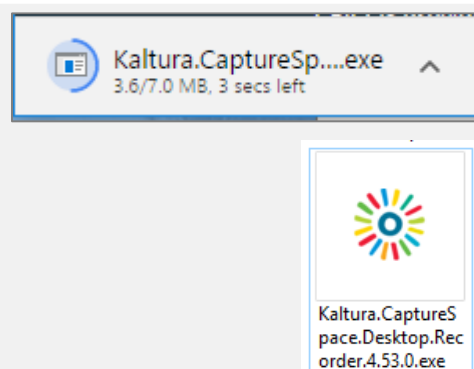 Kaltura.CaptureSp....exe
3.6/7.0 MB, 3 secs left
Kaltura.CaptureS
pace.Desktop.Rec
order.4.53.0.exe